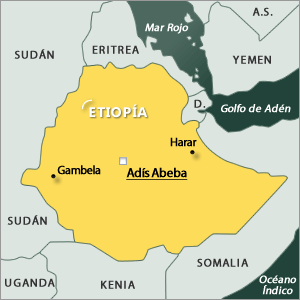 A.S.
Mar Rojo
SUDÁN
ERITREA
YEMEN
D.
Golfo de Adén
ETIOPÍA
Harar
Gambela
Adís Abeba
SUDÁN
SOMALIA
UGANDA
KENIA
Océano
Índico